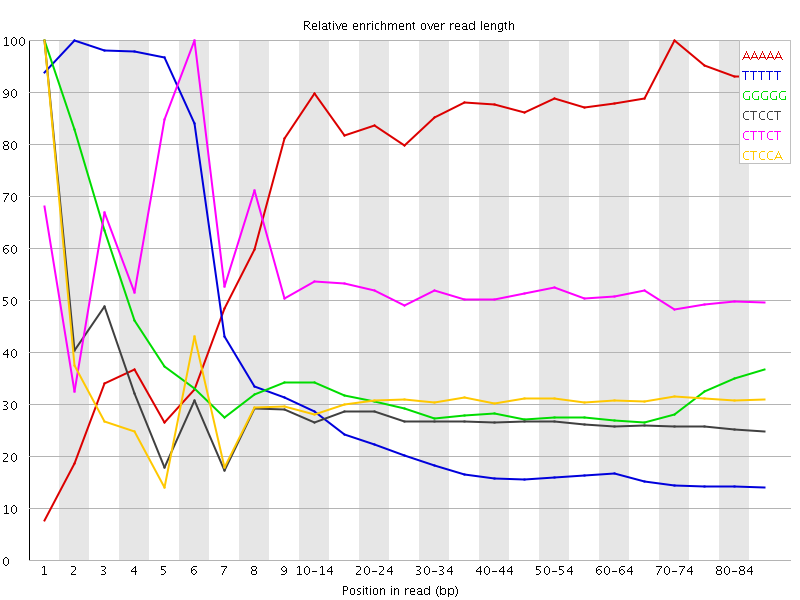 Relative enrichment over read length
100
90
80
70
60
50
40
30
20
10
0
AAAAA
TTTTT
GGGGG
CTCCT
CTTCT
CTCCA
1 2 3 4 5 6 7 8 9 10-14 20-24 30-34 40-44 50-54 60-64 70-74 80-84
Position in read (bp)